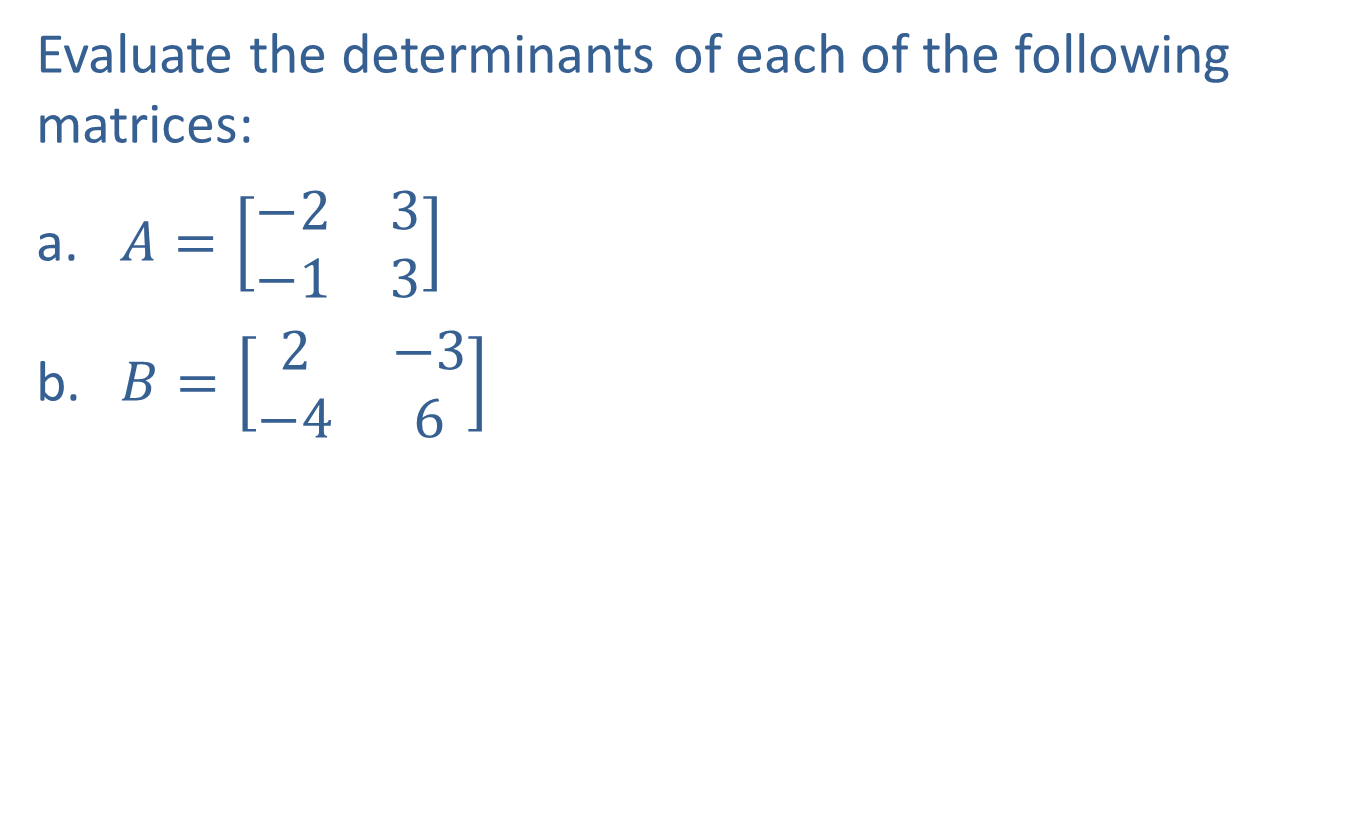 Evaluate the determinants of each of the following
matrices:
a. A = [−2 3
−1 3]
b. B = [2 −3
−4 6]